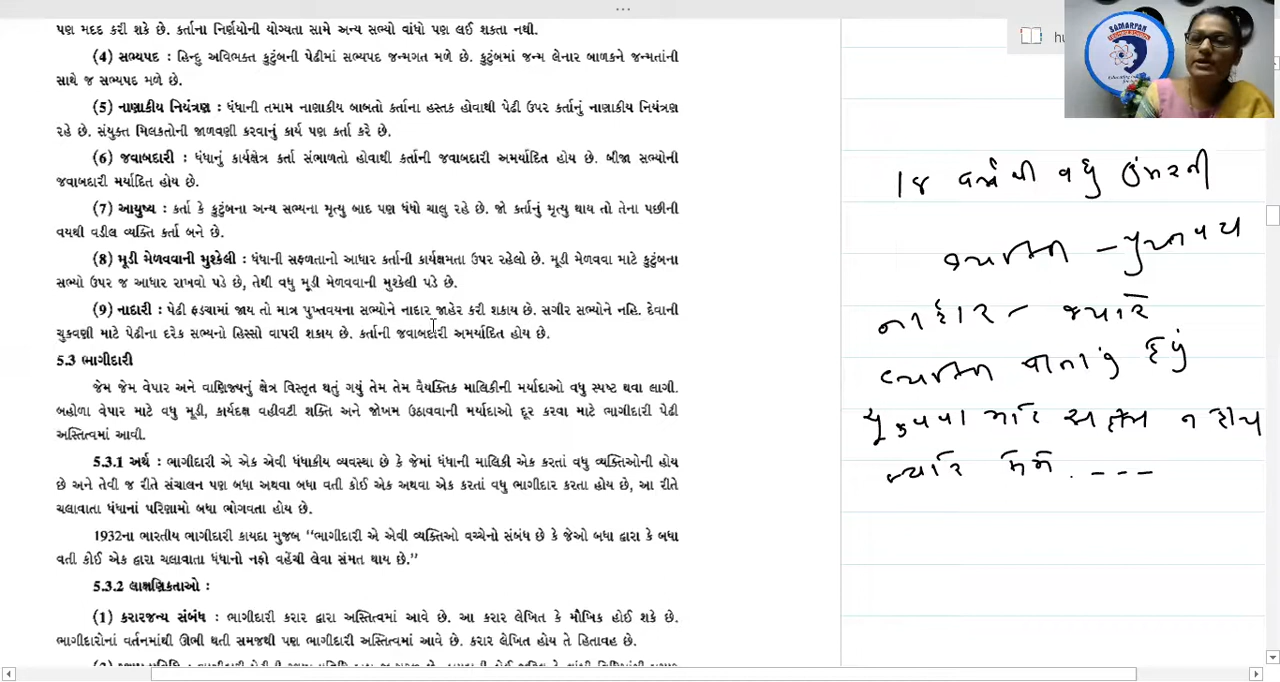 પણ મદદ કરી શકે છે. કર્તાના નિર્ણયોની યોગ્યતા સામે અન્ય સભ્યો વાંધો પણ લઈ શકતા નથી.
(4) સભ્યપદ : હિન્દુ અવિભક્ત કુટુંબની પેઢીમાં સભ્યપદ જન્મગત મળે છે. કુટુંબમાં જન્મ લેનાર બાળકને જન્મતાંની
સાથે જ સભ્યપદ મળે છે.
(5) નાણાકીય નિયંત્રણ : ધંધાની તમામ નાણાકીય બાબતો કર્તાના હસ્તક હોવાથી પેઢી ઉપર કર્તાનું નાણાકીય નિયંત્રણ
રહે છે. સંયુક્ત મિલકતોની જાળવણી કરવાનું કાર્ય પણ કર્તા કરે છે.
(6) જવાબદારી : ધંધાનું કાર્યક્ષેત્ર કર્તા સંભાળતો હોવાથી કર્તાની જવાબદારી અમર્યાદિત હોય છે. બીજા સભ્યોની
જવાબદારી મર્યાદિત હોય છે.
(7) આયુષ્ય : કર્તા કે કુટુંબના અન્ય સભ્યના મૃત્યુ બાદ પણ ધંધો ચાલુ રહે છે. જો કર્તાનું મૃત્યુ થાય તો તેના પછીની
વયથી વડીલ વ્યક્તિ કર્તા બને છે.
(8) મૂડી મેળવવાની મુશ્કેલી : ધંધાની સફળતાનો આધાર કર્તાની કાર્યક્ષમતા ઉપર રહેલો છે. મૂડી મેળવવા માટે કુટુંબના
સભ્યો ઉપર જ આધાર રાખવો પડે છે, તેથી વધુ મૂડી મેળવવાની મુશ્કેલી પડે છે.
(9) નાદારી : પેઢી ફડચામાં જાય તો માત્ર પુખ્તવયના સભ્યોને નાદાર જાહેર કરી શકાય છે. સગીર સભ્યોને નહિ. દેવાની
ચુકવણી માટે પેઢીના દરેક સભ્યનો હિસ્સો વાપરી શકાય છે. કર્તાની જવાબદારી અમર્યાદિત હોય છે.
5.3 ભાગીદારી
જેમ જેમ વેપાર અને વાણિજ્યનું ક્ષેત્ર વિસ્તૃત થતું ગયું તેમ તેમ વૈયક્તિક માલિકીની મર્યાદાઓ વધુ સ્પષ્ટ થવા લાગી.
બહોળા વેપાર માટે વધુ મૂડી, કાર્યદક્ષ વહીવટી શક્તિ અને જોખમ ઉઠાવવાની મર્યાદાઓ દૂર કરવા માટે ભાગીદારી પેઢી
અસ્તિત્વમાં આવી.
5.3.1 અર્થ : ભાગીદારી એ એક એવી ધંધાકીય વ્યવસ્થા છે કે જેમાં ધંધાની માલિકી એક કરતાં વધુ વ્યક્તિઓની હોય
છે અને તેવી જ રીતે સંચાલન પણ બધા અથવા બધા વતી કોઈ એક અથવા એક કરતાં વધુ ભાગીદાર કરતા હોય છે, આ રીતે
ચલાવાતા ધંધાનાં પરિણામો બધા ભોગવતા હોય છે.
1932ના ભારતીય ભાગીદારી કાયદા મુજબ "ભાગીદારી એ એવી વ્યક્તિઓ વચ્ચેનો સંબંધ છે કે જેઓ બધા દ્વારા કે બધા
વતી કોઈ એક દ્વારા ચલાવાતા ધંધાનો નફો વહેંચી લેવા સંમત થાય છે."
5.3.2 લાક્ષણિકતાઓ :
(1) કરારજન્ય સંબંધ : ભાગીદારી કરાર દ્વારા અસ્તિત્વમાં આવે છે. આ કરાર લેખિત કે મૌખિક હોઈ શકે છે.
ભાગીદારોનાં વર્તનમાંથી ઊભી થતી સમજથી પણ ભાગીદારી અસ્તિત્વમાં આવે છે. કરાર લેખિત હોય તે હિતાવહ છે.
hu
SAMARPAN
18 વર્ષથી વધુ ઉંમરની
વ્યક્તિ – પુખ્તવય
નાદાર – જ્યારે
વ્યક્તિ પોતાનું દેવું
ચૂકવવા માટે સક્ષમ ન હોય
ત્યારે તેને . – – –